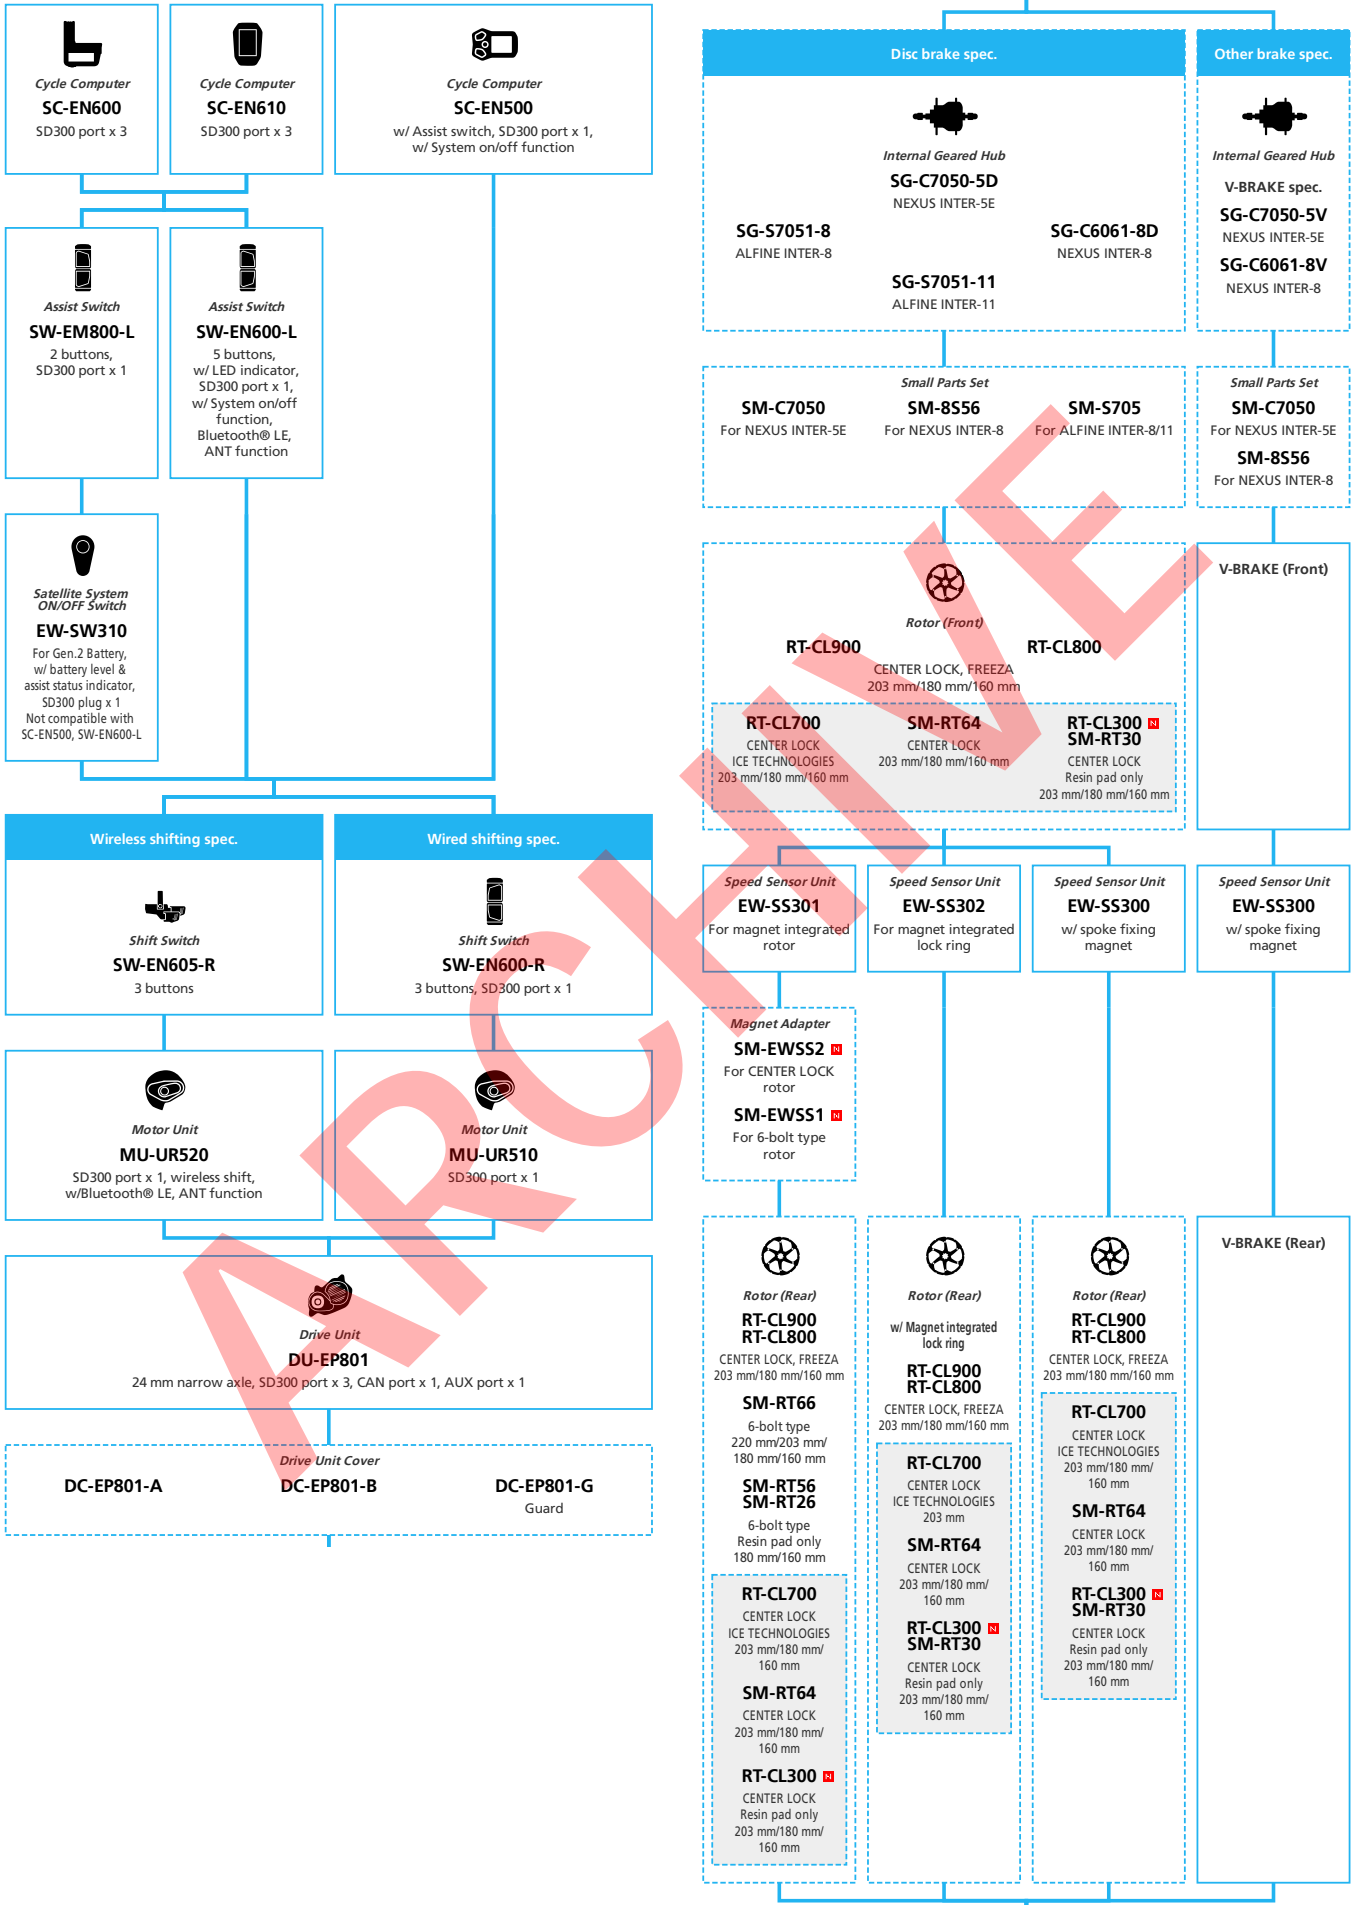 Cycle Computer
SC-EN600
SD300 port x 3
Cycle Computer
SC-EN610
SD300 port x 3
Cycle Computer
SC-EN500
w/ Assist switch, SD300 port x 1,
w/ System on/off function
Assist Switch
SW-EM800-L
2 buttons,
SD300 port x 1
Assist Switch
SW-EN600-L
5 buttons,
w/ LED indicator,
SD300 port x 1,
w/ System on/off
function,
Bluetooth® LE,
ANT function
Satellite System
ON/OFF Switch
EW-SW310
For Gen.2 Battery,
w/ battery level &
assist status indicator,
SD300 plug x 1
Not compatible with
SC-EN500, SW-EN600-L
Wireless shifting spec.
Shift Switch
SW-EN605-R
3 buttons
Wired shifting spec.
Shift Switch
SW-EN600-R
3 buttons, SD300 port x 1
Motor Unit
MU-UR520
SD300 port x 1, wireless shift,
w/Bluetooth® LE, ANT function
Motor Unit
MU-UR510
SD300 port x 1
Drive Unit
DU-EP801
24 mm narrow axle, SD300 port x 3, CAN port x 1, AUX port x 1
Drive Unit Cover
DC-EP801-A
DC-EP801-B
DC-EP801-G
Guard
Disc brake spec.
Internal Geared Hub
SG-C7050-5D
NEXUS INTER-5E
SG-S7051-8
ALFINE INTER-8
SG-C6061-8D
NEXUS INTER-8
SG-S7051-11
ALFINE INTER-11
Other brake spec.
Internal Geared Hub
V-BRAKE spec.
SG-C7050-5V
NEXUS INTER-5E
SG-C6061-8V
NEXUS INTER-8
Small Parts Set
SM-C7050
For NEXUS INTER-5E
SM-8S56
For NEXUS INTER-8
SM-S705
For ALFINE INTER-8/11
Small Parts Set
SM-C7050
For NEXUS INTER-5E
SM-8S56
For NEXUS INTER-8
Rotor (Front)
RT-CL900
RT-CL800
CENTER LOCK, FREEZA
203 mm/180 mm/160 mm
RT-CL700
CENTER LOCK
ICE TECHNOLOGIES
203 mm/180 mm/160 mm
SM-RT64
CENTER LOCK
203 mm/180 mm/160 mm
RT-CL300 N
SM-RT30
CENTER LOCK
Resin pad only
203 mm/180 mm/160 mm
V-BRAKE (Front)
Speed Sensor Unit
EW-SS301
For magnet integrated
rotor
Speed Sensor Unit
EW-SS302
For magnet integrated
lock ring
Speed Sensor Unit
EW-SS300
w/ spoke fixing
magnet
Speed Sensor Unit
EW-SS300
w/ spoke fixing
magnet
Magnet Adapter
SM-EWSS2 N
For CENTER LOCK
rotor
SM-EWSS1 N
For 6-bolt type
rotor
Rotor (Rear)
RT-CL900
RT-CL800
CENTER LOCK, FREEZA
203 mm/180 mm/160 mm
SM-RT66
6-bolt type
220 mm/203 mm/
180 mm/160 mm
SM-RT56
SM-RT26
6-bolt type
Resin pad only
180 mm/160 mm
RT-CL700
CENTER LOCK
ICE TECHNOLOGIES
203 mm/180 mm/
160 mm
SM-RT64
CENTER LOCK
203 mm/180 mm/
160 mm
RT-CL300 N
CENTER LOCK
Resin pad only
203 mm/180 mm/
160 mm
Rotor (Rear)
w/ Magnet integrated
lock ring
RT-CL900
RT-CL800
CENTER LOCK, FREEZA
203 mm/180 mm/160 mm
RT-CL700
CENTER LOCK
ICE TECHNOLOGIES
203 mm
SM-RT64
CENTER LOCK
203 mm/180 mm/
160 mm
RT-CL300 N
SM-RT30
CENTER LOCK
Resin pad only
203 mm/180 mm/
160 mm
Rotor (Rear)
RT-CL900
RT-CL800
CENTER LOCK, FREEZA
203 mm/180 mm/160 mm
RT-CL700
CENTER LOCK
ICE TECHNOLOGIES
203 mm/180 mm/
160 mm
SM-RT64
CENTER LOCK
203 mm/180 mm/
160 mm
RT-CL300 N
SM-RT30
CENTER LOCK
Resin pad only
203 mm/180 mm/
160 mm
V-BRAKE (Rear)
ARCHIVE